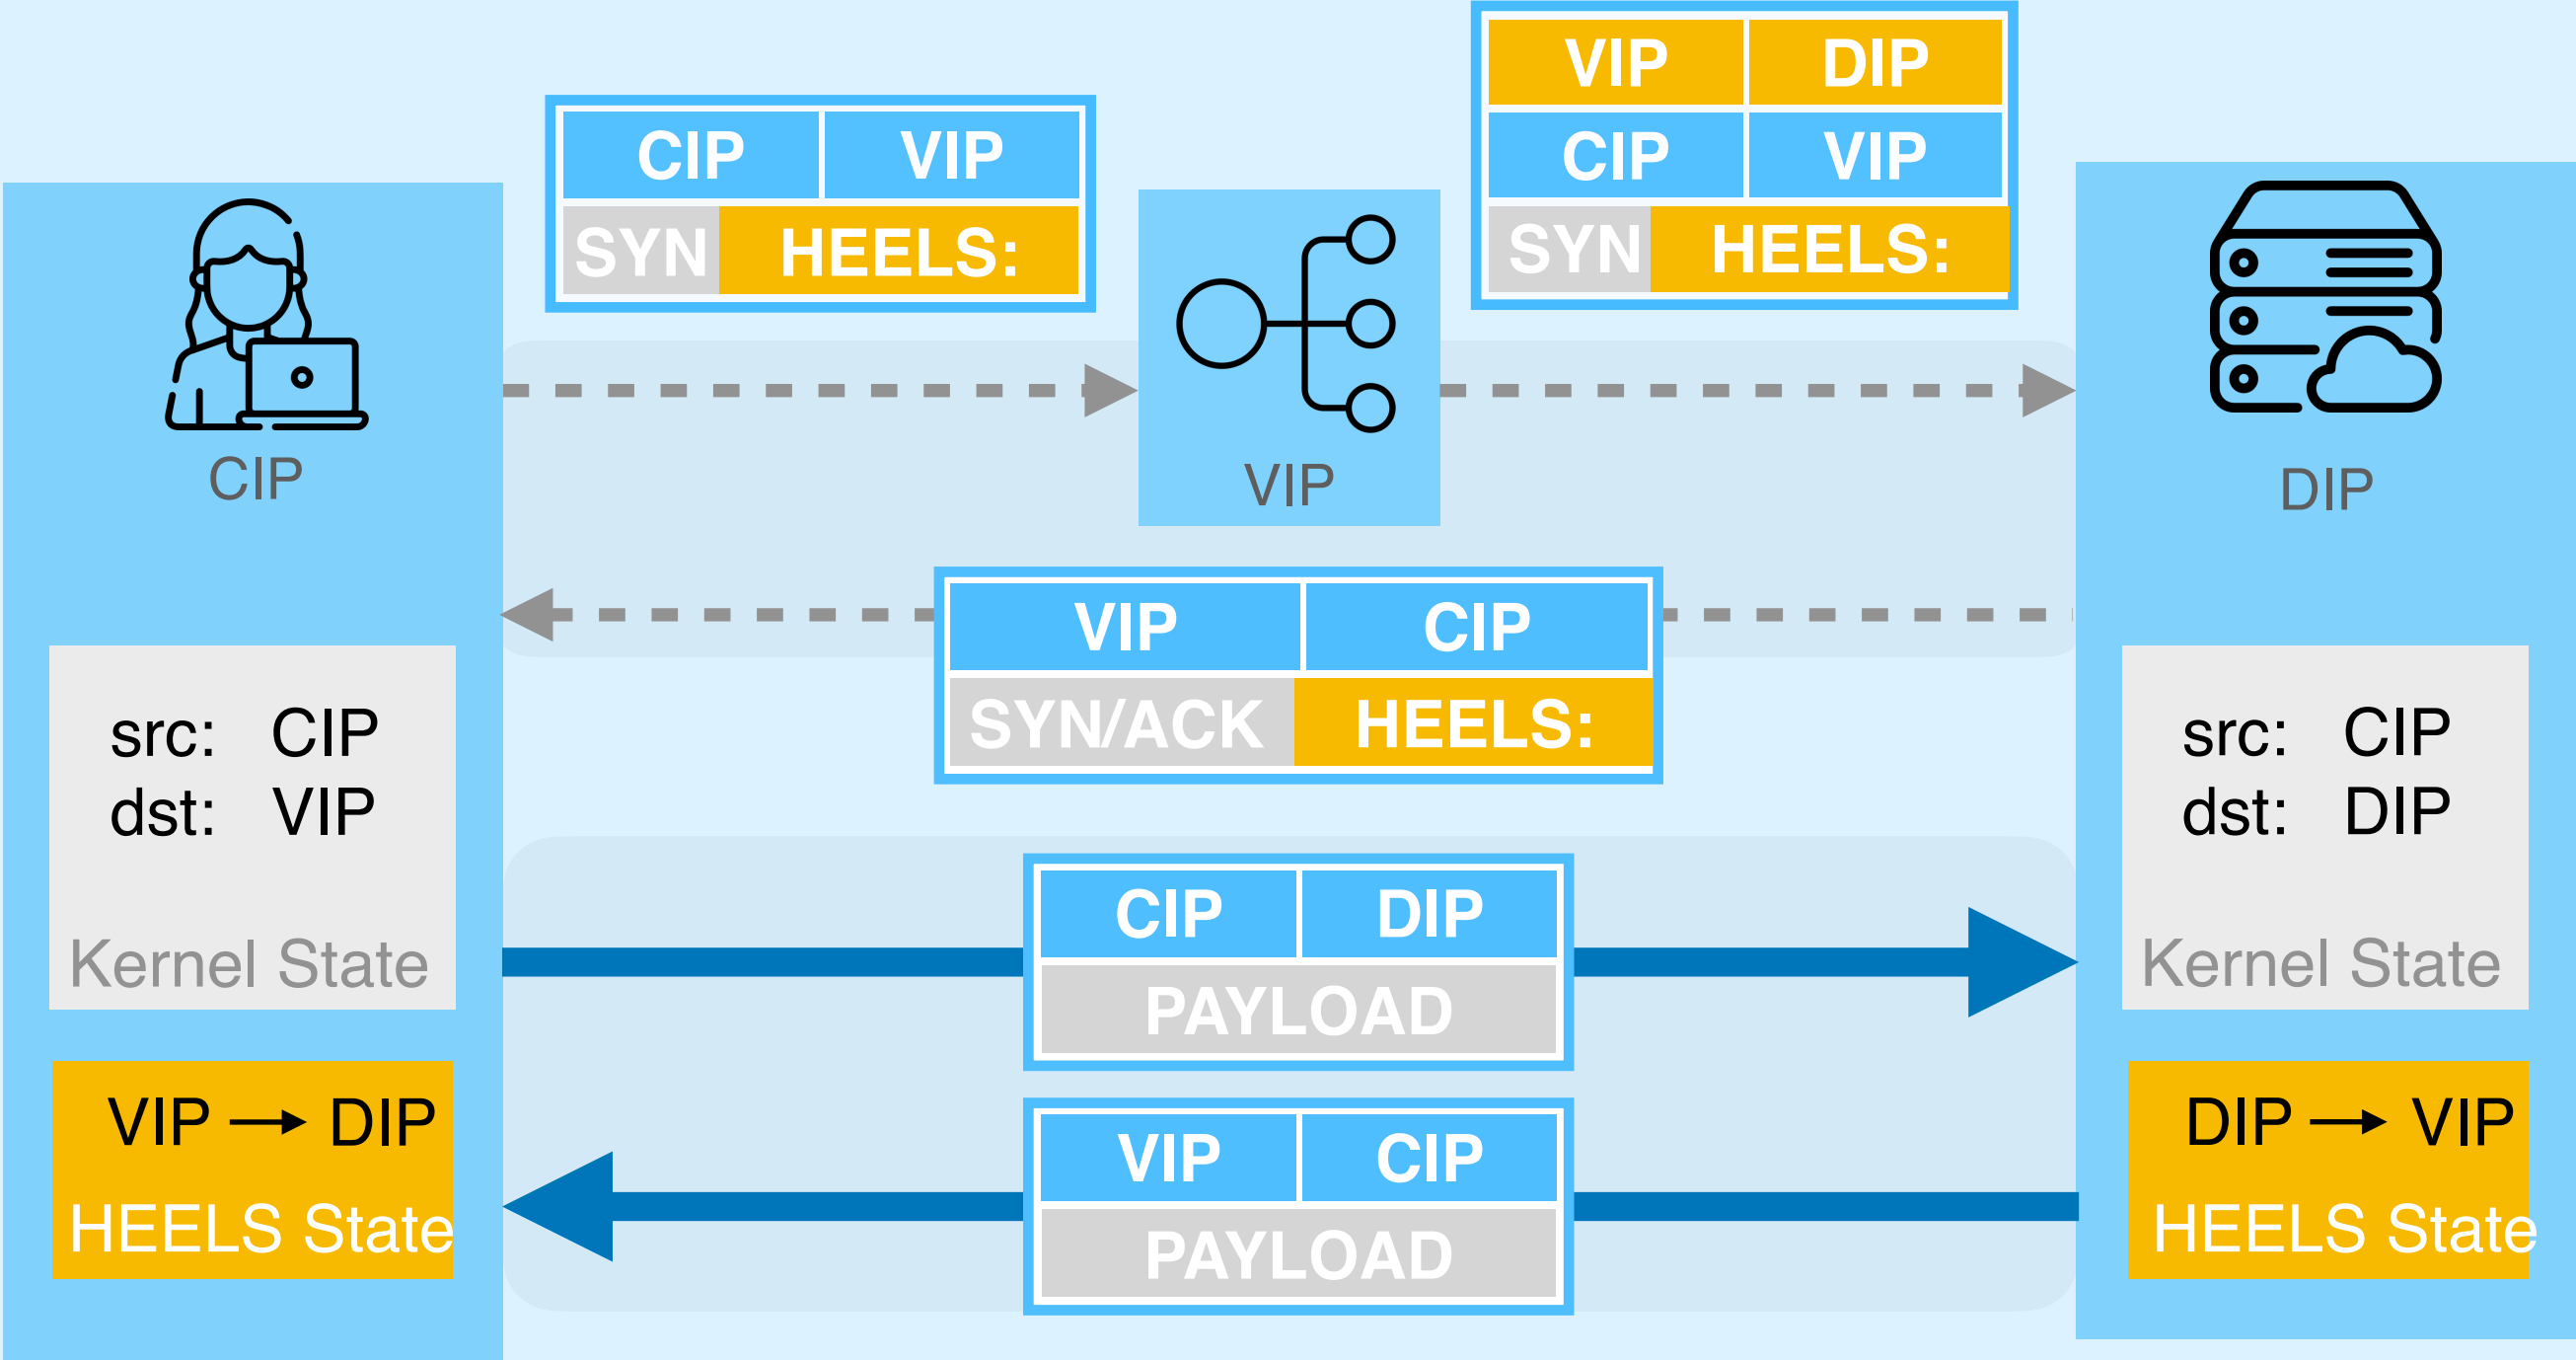 VIP DIP
CIP VIP
SYN HEELS:
CIP VIP
SYN HEELS:
CIP
VIP
DIP
VIP CIP
SYN/ACK HEELS:
src: CIP
dst: VIP
Kernel State
src: CIP
dst: DIP
Kernel State
CIP DIP
PAYLOAD
VIP → DIP
HEELS State
VIP CIP
PAYLOAD
DIP → VIP
HEELS State